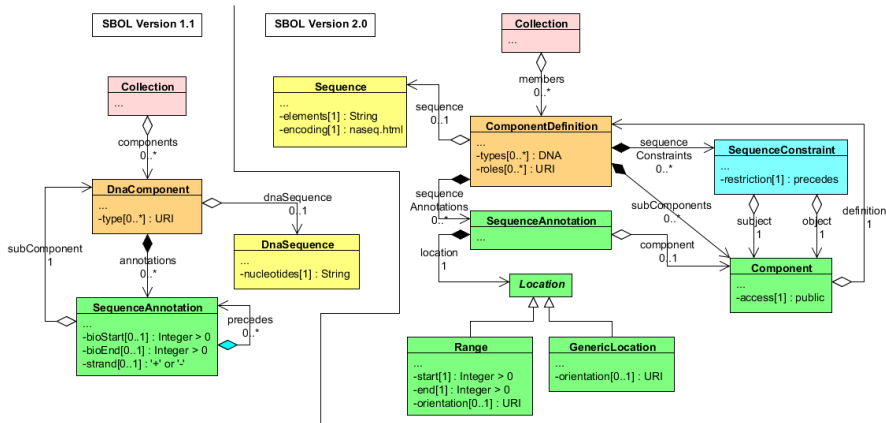 SBOL Version 1.1
SBOL Version 2.0
Collection
...
components
0..*
DnaComponent
...
-type[0..*] : URI
dnaSequence
0..1
DnaSequence
...
-nucleotides[1] : String
subComponent
1
annotations
0..*
SequenceAnnotation
...
-bioStart[0..1] : Integer > 0
-bioEnd[0..1] : Integer > 0
-strand[0..1] : '+' or '-'
precedes
0..*
Collection
...
members
0..*
Sequence
...
-elements[1] : String
-encoding[1] : naseq.html
sequence
0..1
ComponentDefinition
...
-types[0..*] : DNA
-roles[0..*] : URI
sequence
Constraints
0..*
SequenceConstraint
...
-restriction[1] : precedes
sequence
Annotations
0..*
subComponents
0..*
subject
1
object
1
definition
1
SequenceAnnotation
...
location
1
component
0..1
Component
...
-access[1] : public
Location
Range
...
-start[1] : Integer > 0
-end[1] : Integer > 0
-orientation[0..1] : URI
GenericLocation
...
-orientation[0..1] : URI